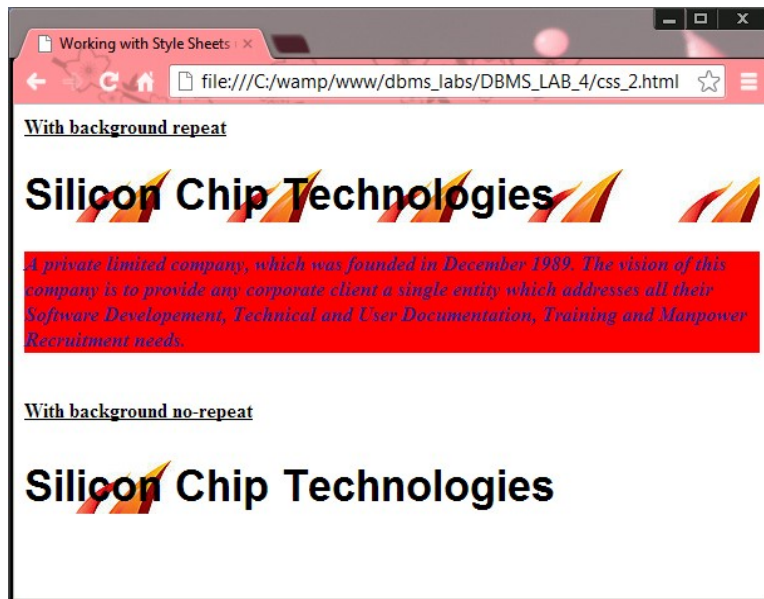 Working with Style Sheets
file:///C:/wamp/www/dbms_labs/DBMS_LAB_4/css_2.html
With background repeat
Silicon Chip Technologies
A private limited company, which was founded in December 1989. The vision of this
company is to provide any corporate client a single entity which addresses all their
Software Developement, Technical and User Documentation, Training and Manpower
Recruitment needs.
With background no-repeat
Silicon Chip Technologies